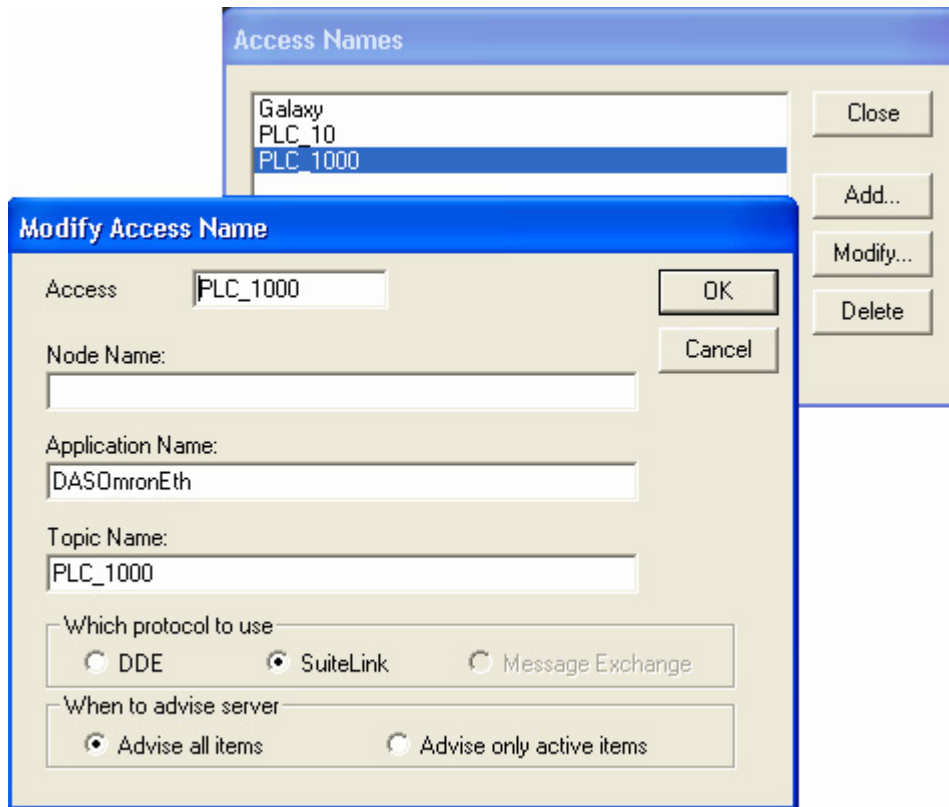 Access Names
Galaxy
PLC_10
PLC_1000
Close
Add...
Modify...
Delete
Modify Access Name
Access PLC_1000
OK
Cancel
Node Name:
Application Name:
DASOmronEth
Topic Name:
PLC_1000
Which protocol to use
DDE SuiteLink Message Exchange
When to advise server
Advise all items Advise only active items